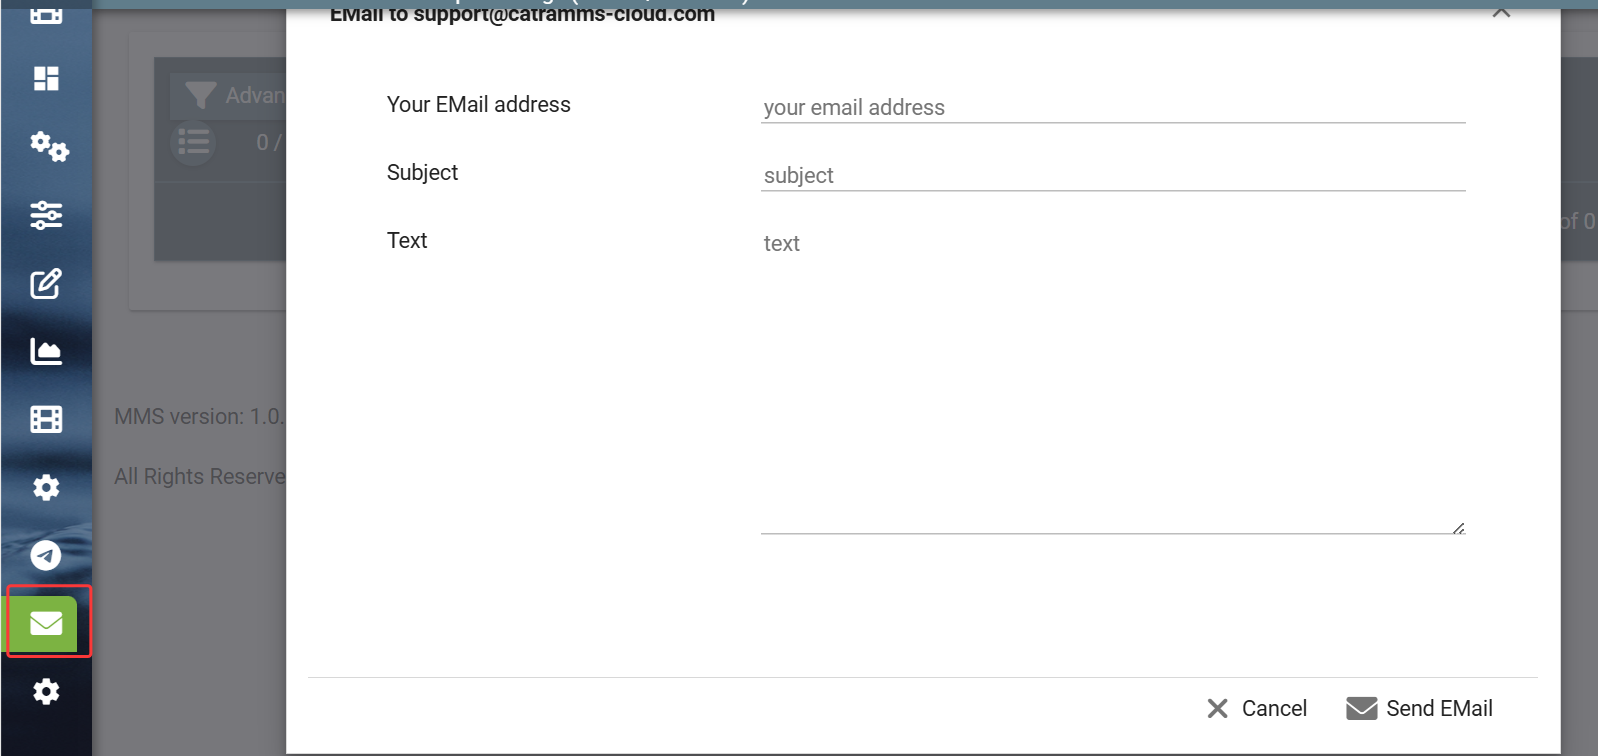 EMail to support@catramms-cloud.com
Advan
0 /
Your EMail address
your email address
Subject
subject
of 0
Text
text
MMS version: 1.0.
All Rights Reserve
Cancel
Send EMail